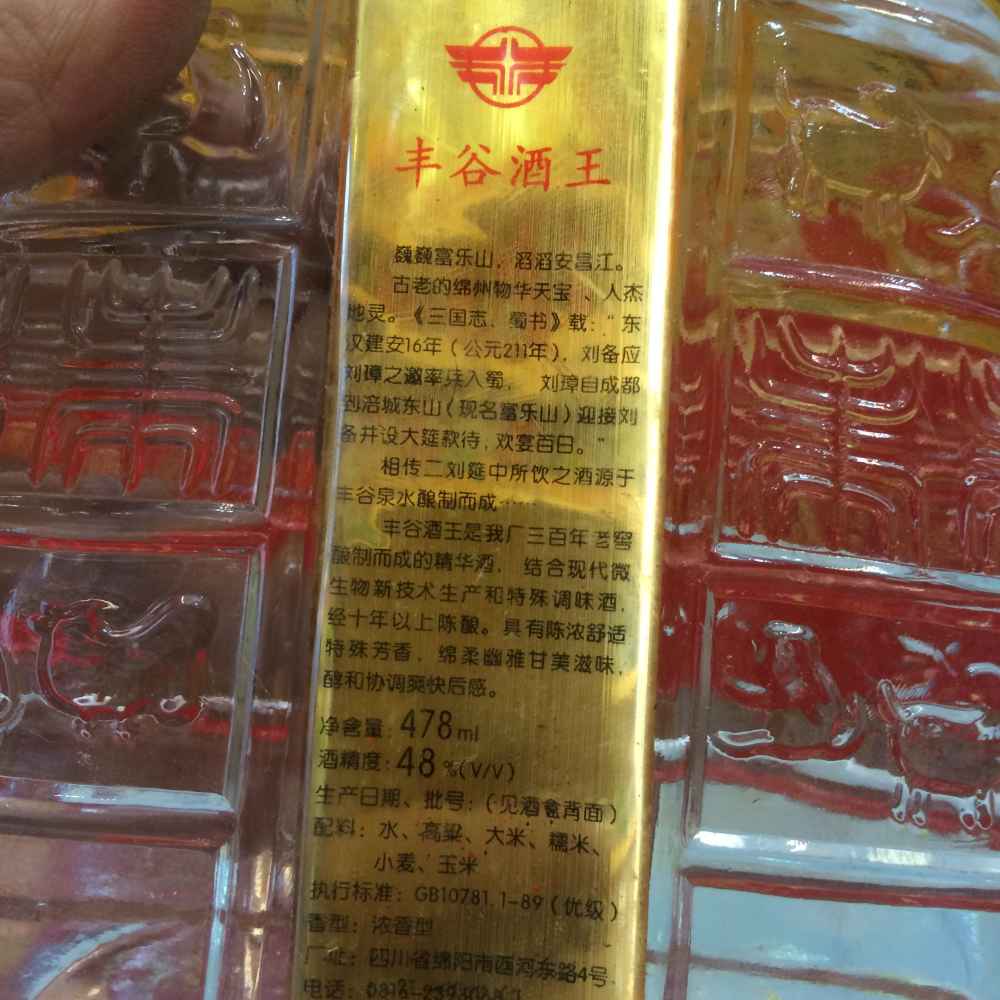 丰谷酒王
巍巍富乐山，滔滔安昌江。
古老的绵州物华天宝、人杰
地灵。《三国志．蜀书》载：“东
汉建安16年（公元211年），刘备应
刘璋之邀率兵入蜀， 刘璋自成都
到涪城东山（现名富乐山）迎接刘
备并设大筵款待，欢宴百日。”
相传二刘筵中所饮之酒源于
丰谷泉水酿制而成……
丰谷酒王是我厂三百年老窖
酿制而成的精华酒， 结合现代微
生物新技术生产和特殊调味酒，
经十年以上陈酿。具有陈浓舒适
特殊芳香，绵柔幽雅甘美滋味，
醇和协调爽快后感。
净含量：478ml
酒精度：48%(V/V)
生产日期、批号：（见酒盒背面）
配料：水、高粱、大米、糯米、
小麦、玉米
执行标准：GB10781.1-89（优级）
香型：浓香型
厂址：四川省绵阳市西河东路4号
电话：0816-